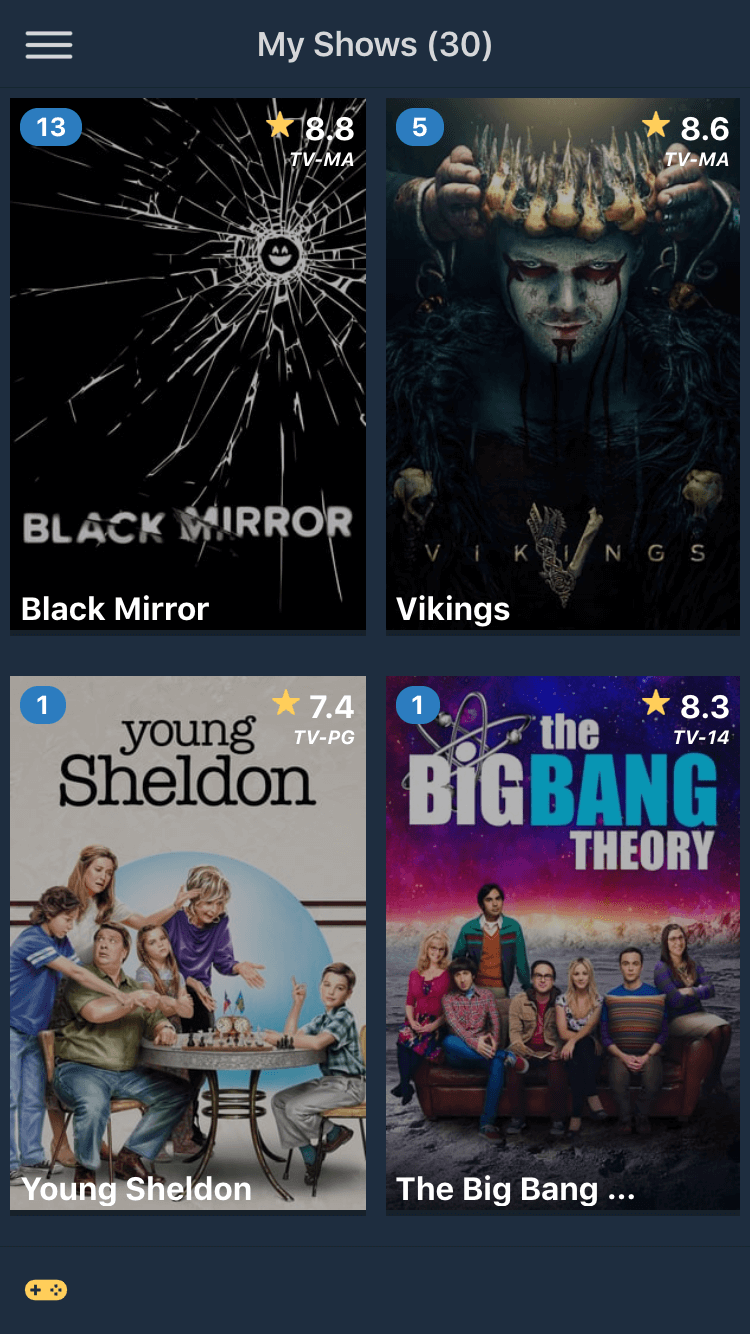 My Shows (30)
13
8.8
TV-MA
BLACK MIRROR
Black Mirror
5
8.6
TV-MA
VIKINGS
Vikings
1
7.4
TV-PG
young
Sheldon
Young Sheldon
1
8.3
TV-14
the
BIG BANG
THEORY
The Big Bang ...